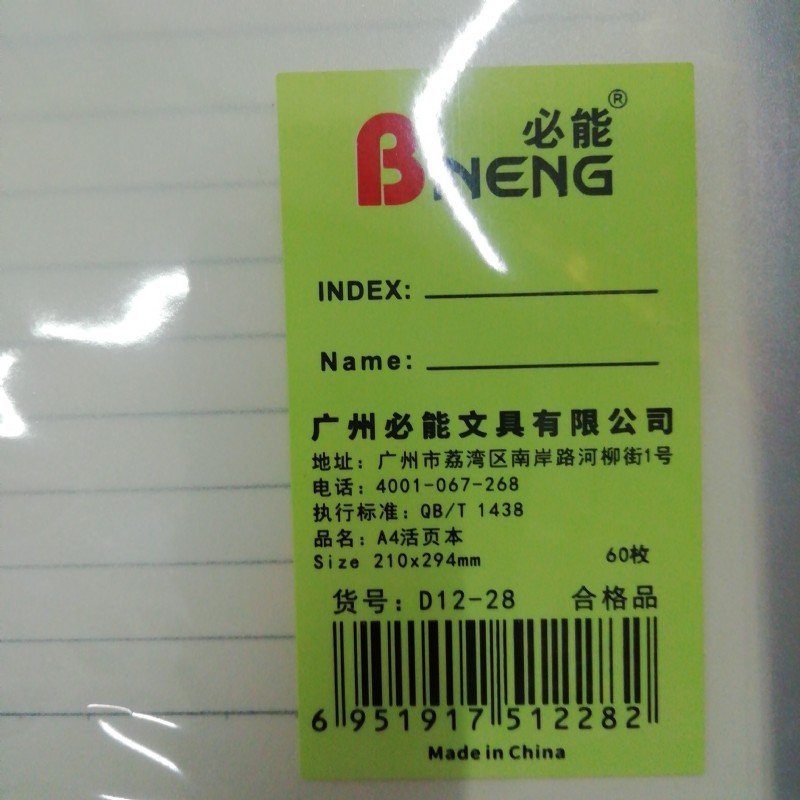 必能®
BNENG
INDEX:
Name:
广州必能文具有限公司
地址：广州市荔湾区南岸路河柳街1号
电话：4001-067-268
执行标准：QB/T 1438
品名：A4活页本
Size 210x294mm 60枚
货号：D12-28 合格品
6 951917 512282
Made in China